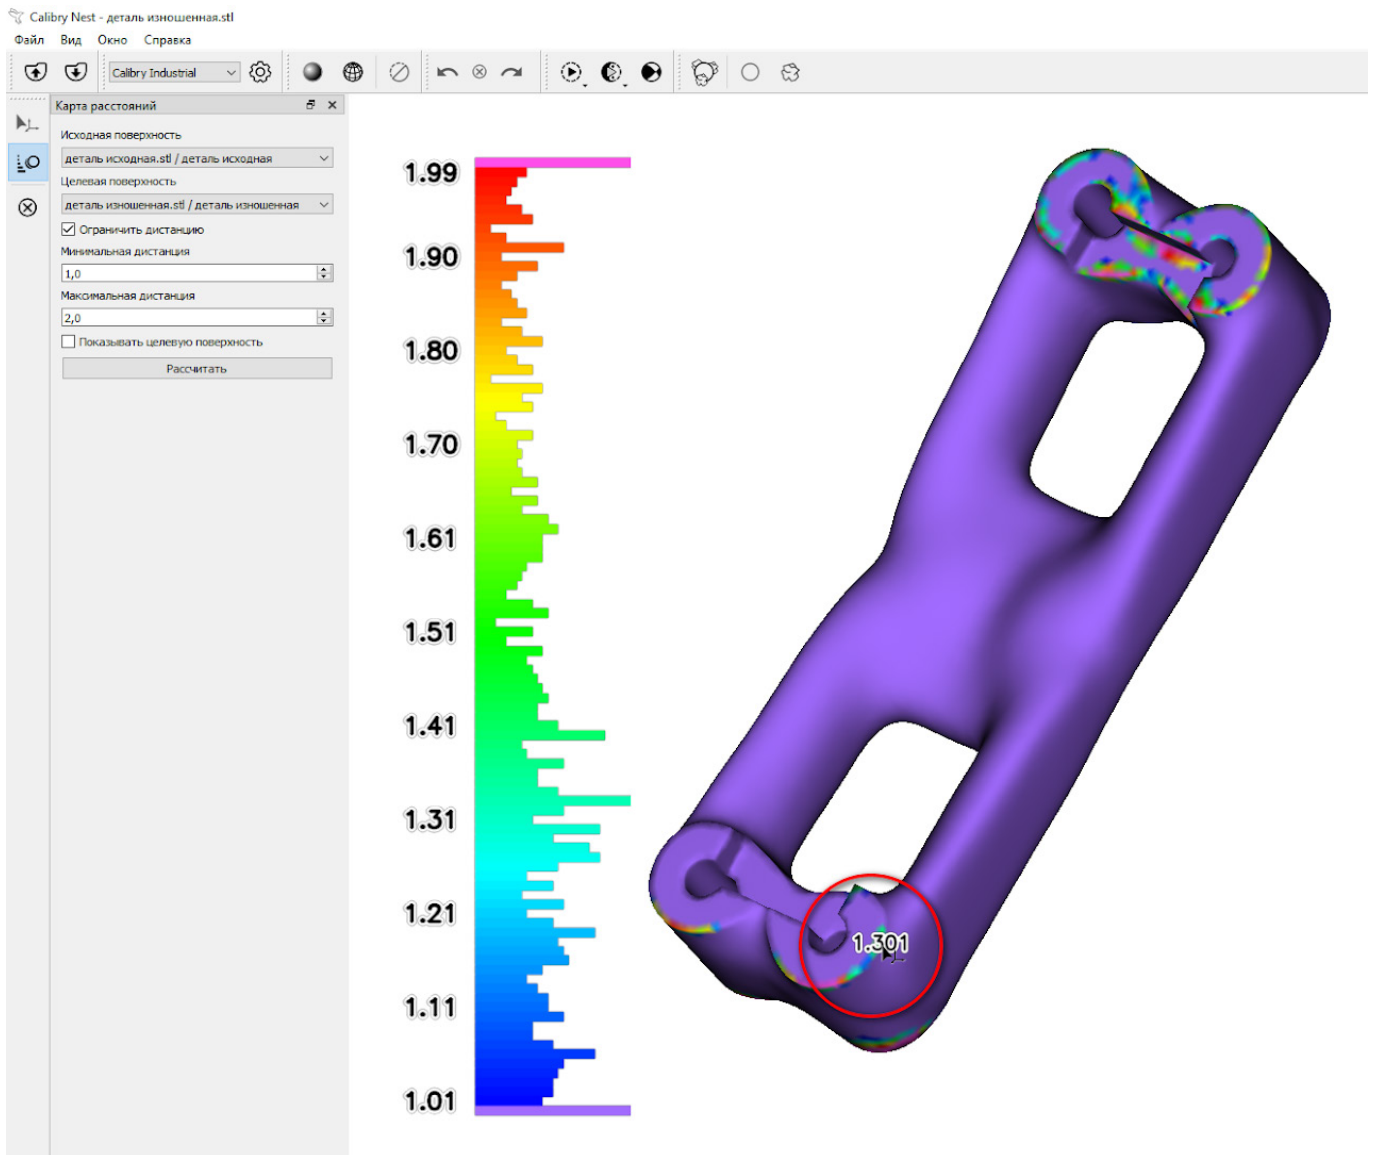 Calibry Nest - деталь изношенная.stl
Файл Вид Окно Справка
Calibry Industrial
Карта расстояний
Исходная поверхность
деталь исходная.stl / деталь исходная
Целевая поверхность
деталь изношенная.stl / деталь изношенная
Ограничить дистанцию
Минимальная дистанция
1,0
Максимальная дистанция
2,0
Показывать целевую поверхность
Рассчитать
1.99
1.90
1.80
1.70
1.61
1.51
1.41
1.31
1.21
1.11
1.01
1.301